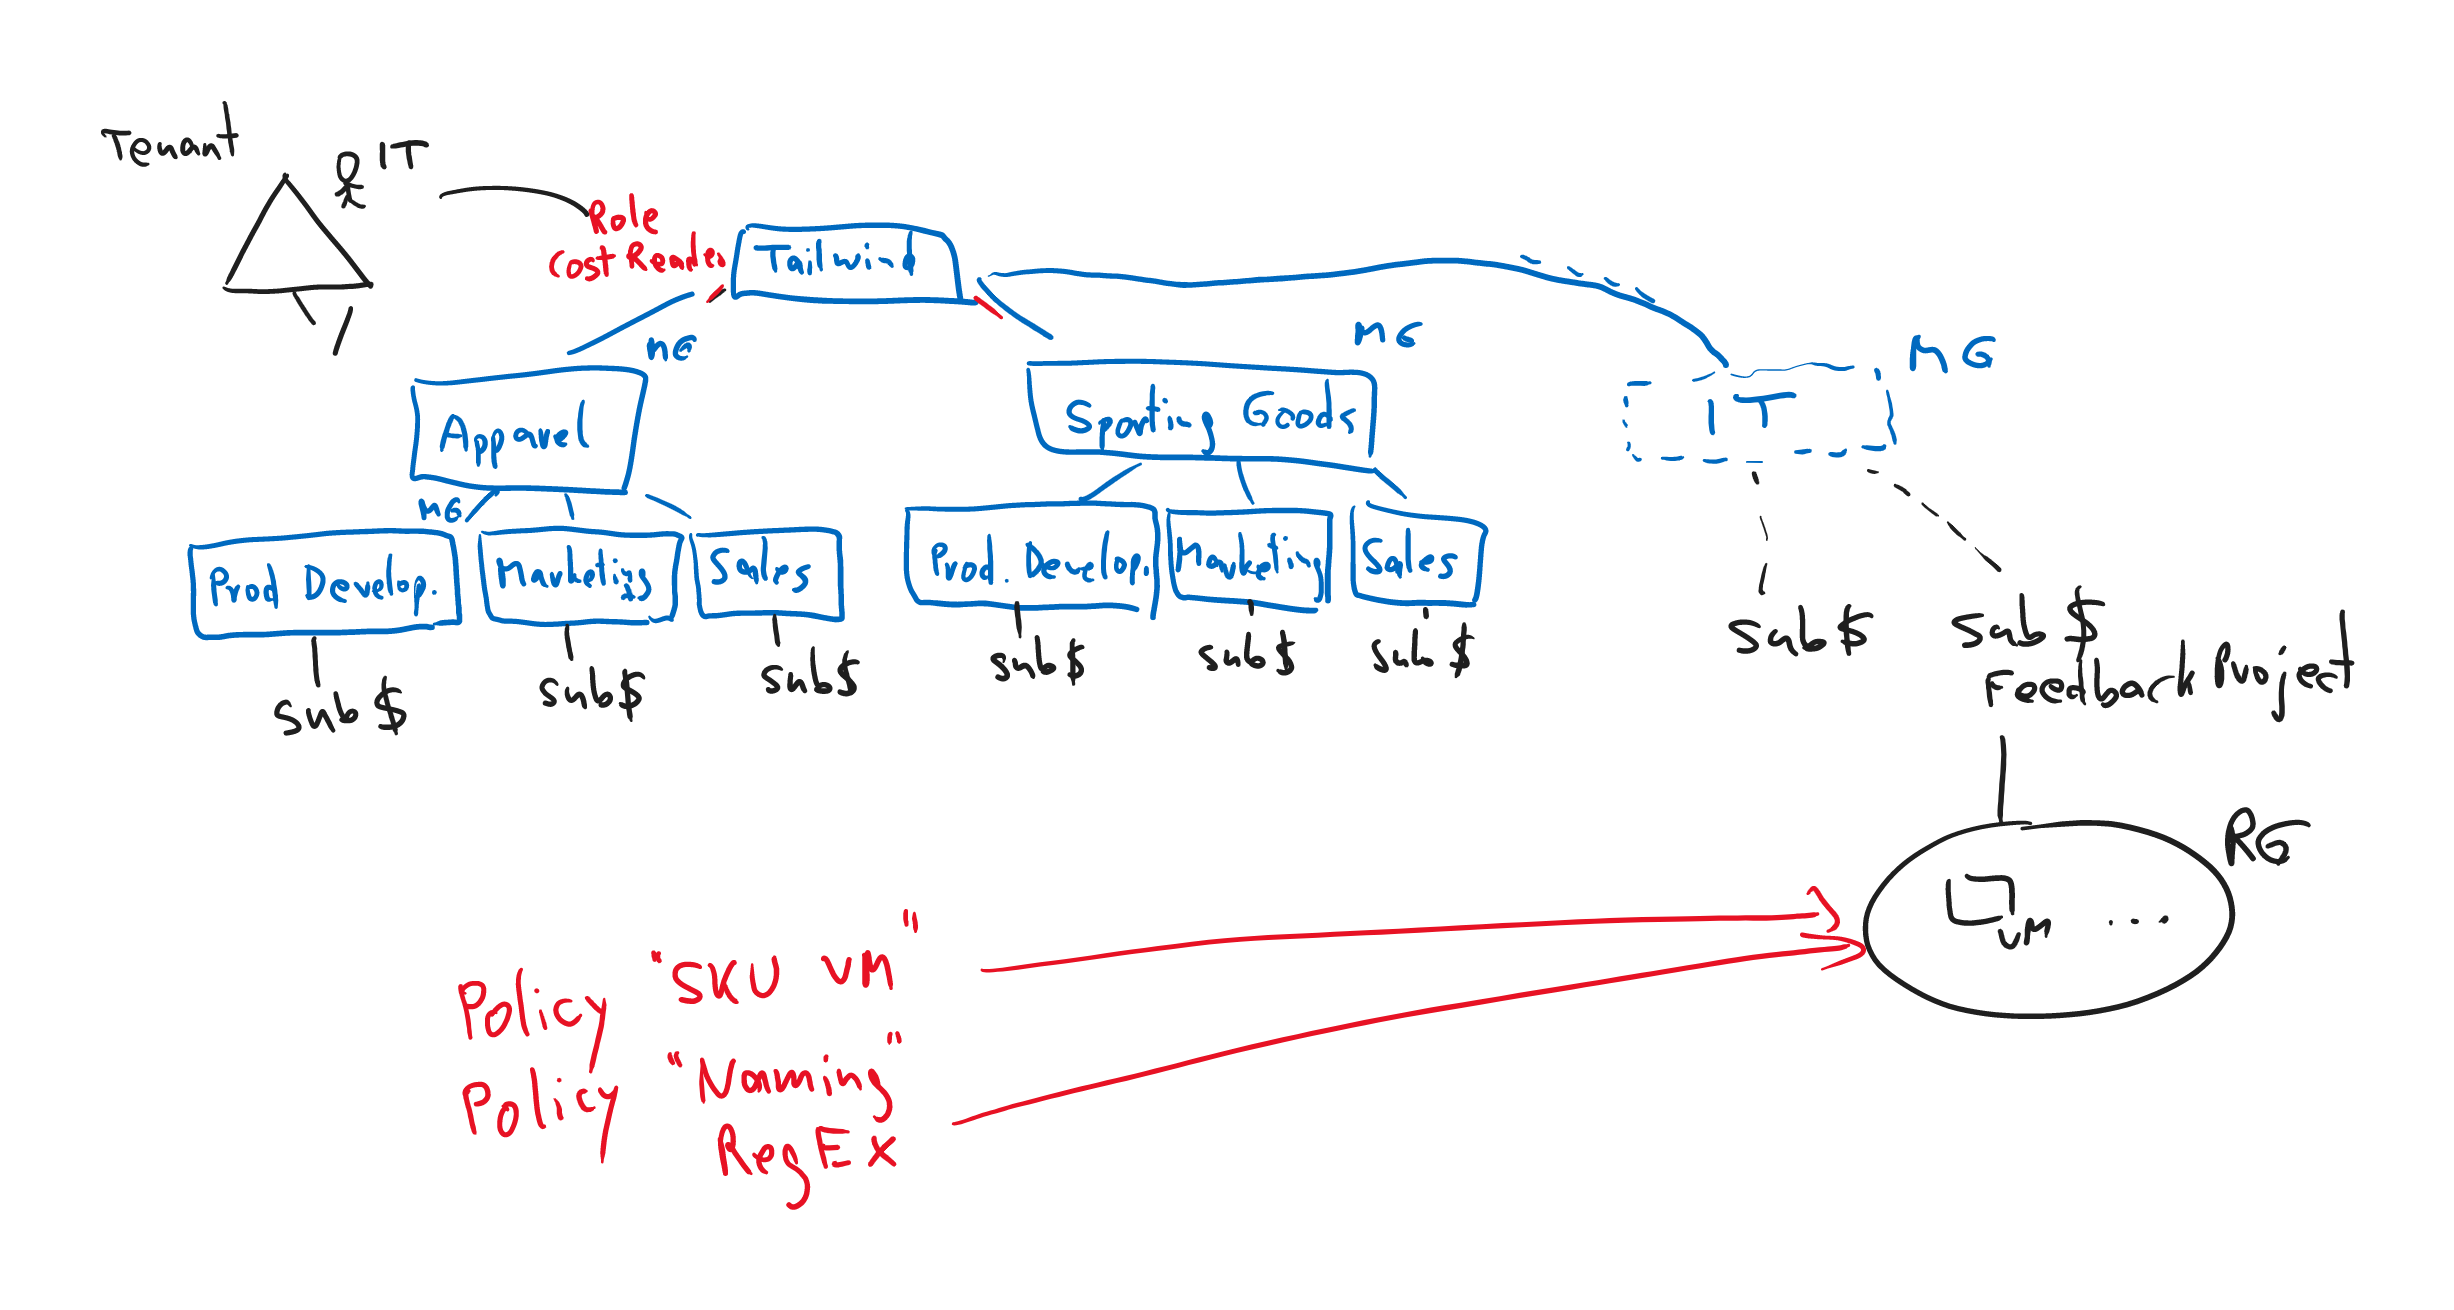 Tenant
IT
Role
Cost Reader
Tailwind
MG
MG
MG
Apparel
Sporting Goods
IT
MG
Prod Develop.
Marketing
Sales
Prod. Develop.
Marketing
Sales
Sub $
Sub $
Sub $
Sub $
Sub $
Sub $
Sub $
Sub $
Feedback Project
RG
VM ...
Policy "SKU VM"
Policy "Naming"
RegEx